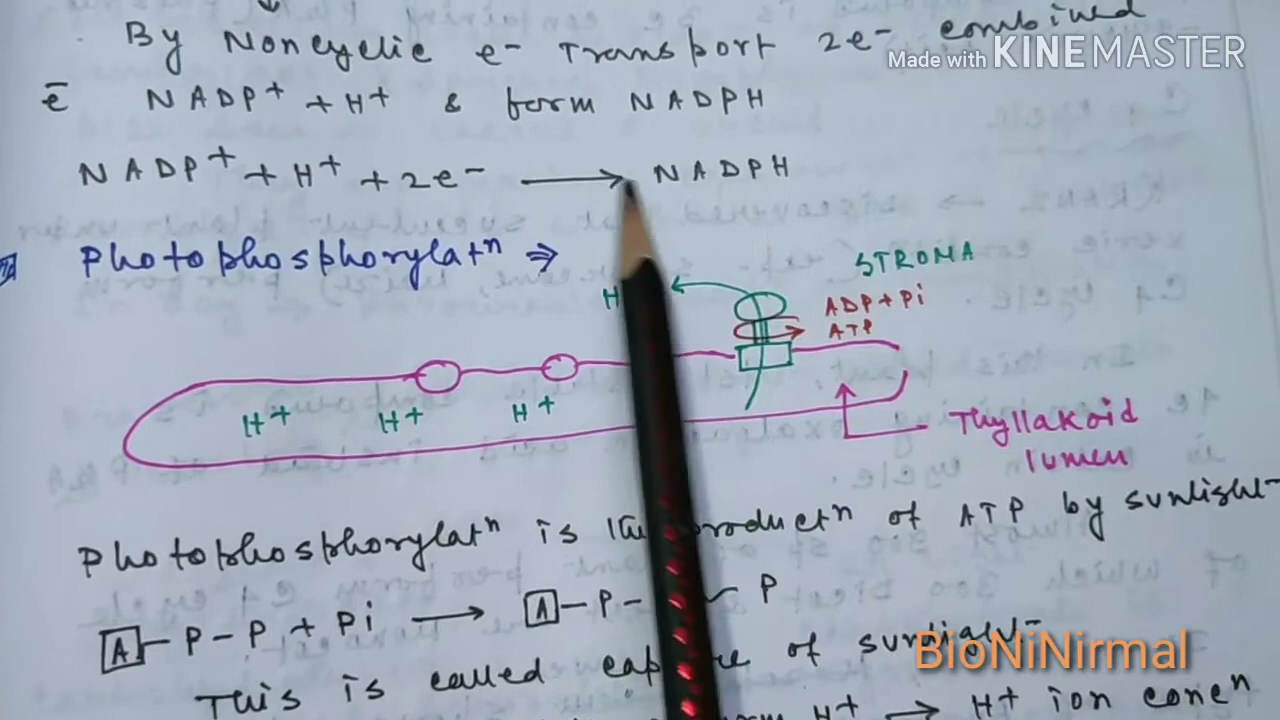 By Noncyclic e- Transport 2e- combined
Made with KINEMASTER
ē NADP+ + H+ & form NADPH
NADP+ + H+ + 2e- → NADPH
Photophosphorylatn ⇒
STROMA
H
ADP+Pi
ATP
H+ H+ H+
Thyllakoid
lumen
Photophosphorylatn is the productn of ATP by sunlight
A-P-P + Pi → A-P- ~ P
This is called of sunlight
BioNiNirmal
H+ → H+ ion concn